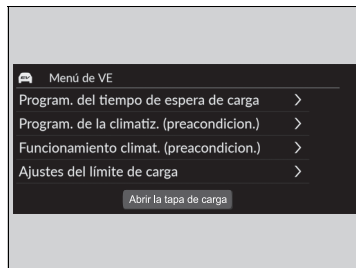 Menú de VE
Program. del tiempo de espera de carga
Program. de la climatiz. (preacondicion.)
Funcionamiento climat. (preacondicion.)
Ajustes del límite de carga
Abrir la tapa de carga